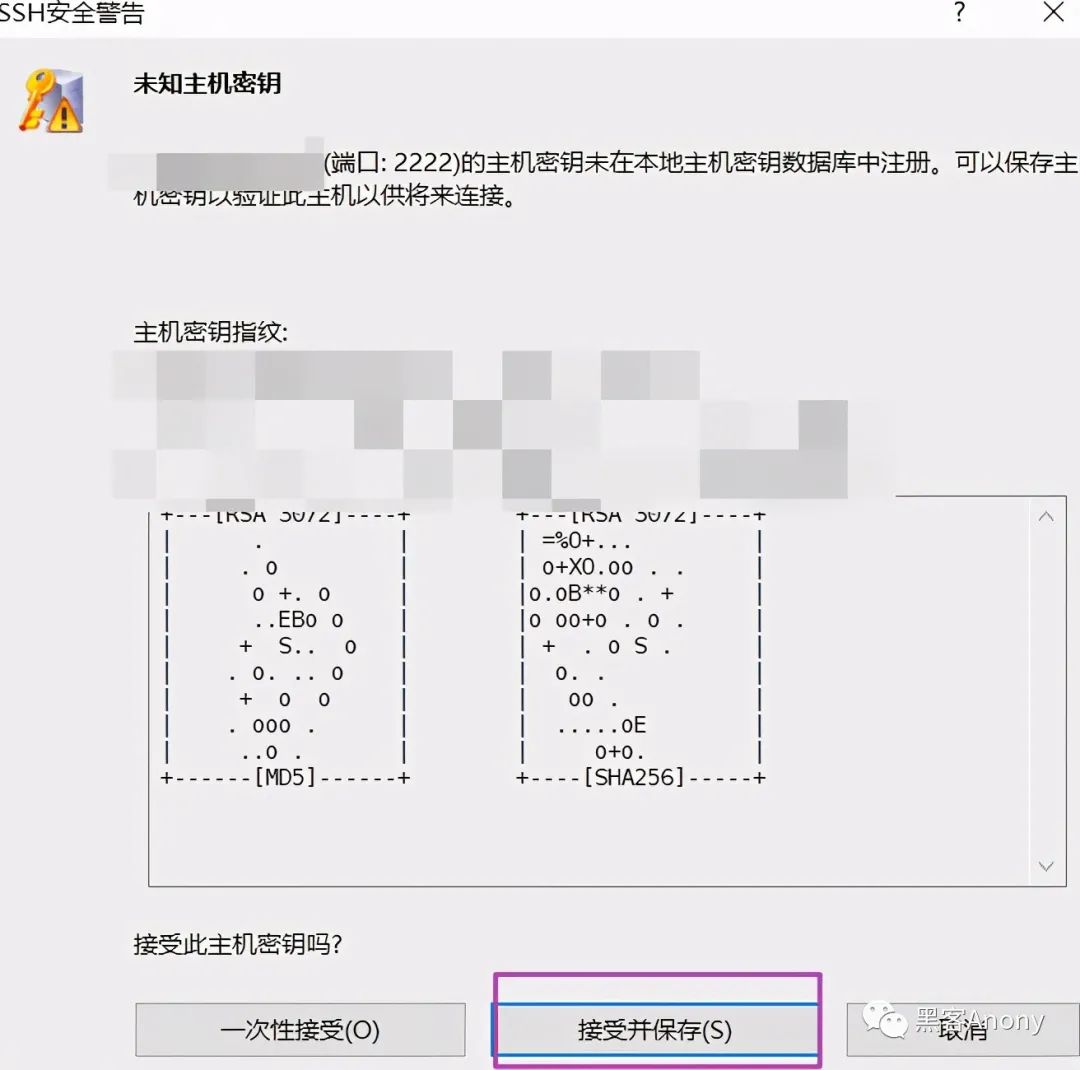 SSH安全警告
未知主机密钥
(端口: 2222)的主机密钥未在本地主机密钥数据库中注册。可以保存主
机密钥以验证此主机以供将来连接。
主机密钥指纹:
+---[RSA 3072]----+ +---[RSA 3072]----+
| . | | =%O+... |
| . o | | o+XO.oo . . |
| o +. o | |o.oB**o . + |
| ..EBo o | |o oo+o . o . |
| + S.. o | | + . o S . |
| . o. .. o | | o. . |
| + o o | | oo . |
| . ooo . | | .....oE |
| ..o . | | o+o. |
+------[MD5]------+ +----[SHA256]-----+
接受此主机密钥吗?
一次性接受(O)
接受并保存(S)
取消
黑客Anony